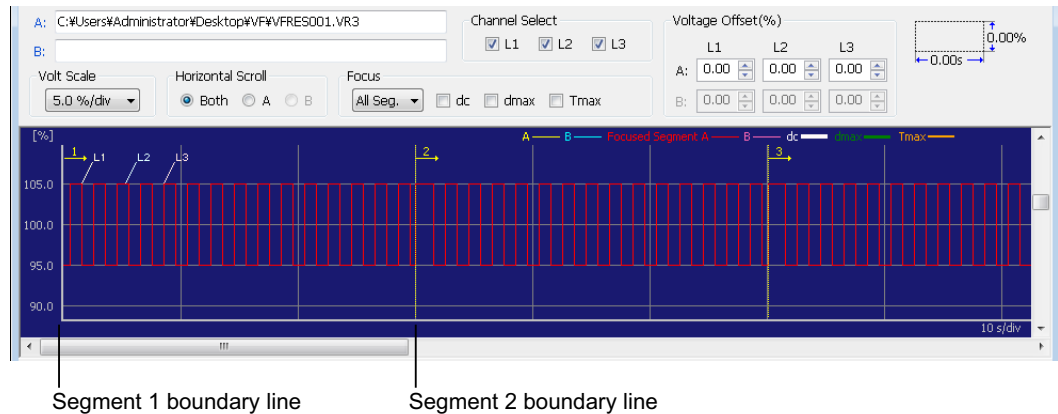 A: C:¥Users¥Administrator¥Desktop¥VF¥VFRES001.VR3
B:
Channel Select
L1 L2 L3
Voltage Offset(%)
L1 L2 L3
A: 0.00 0.00 0.00
B: 0.00 0.00 0.00
0.00%
0.00s
Volt Scale
5.0 %/div
Horizontal Scroll
Both A B
Focus
All Seg. dc dmax Tmax
[%] A B Focused Segment A B dc dmax Tmax
1 L1 L2 L3 2 3
105.0
100.0
95.0
90.0
10 s/div
Segment 1 boundary line Segment 2 boundary line